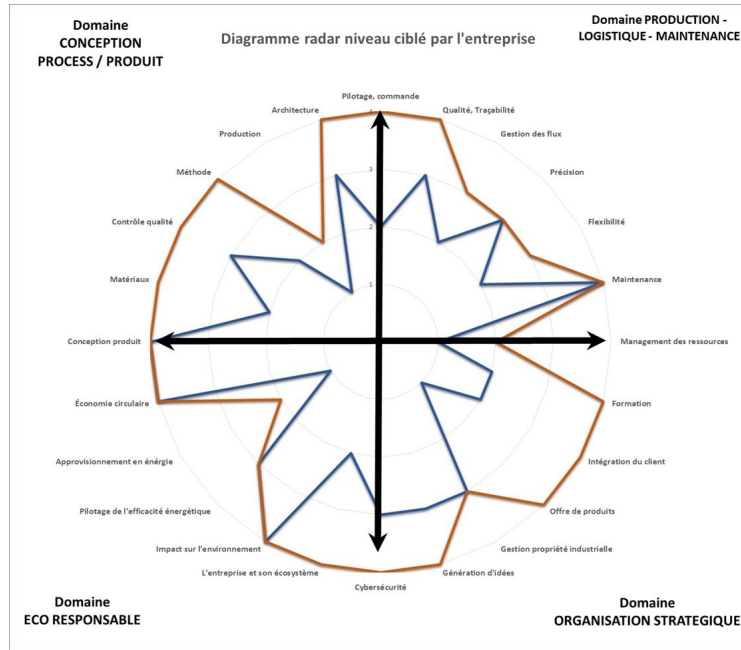 Domaine
CONCEPTION
PROCESS / PRODUIT
Diagramme radar niveau ciblé par l'entreprise
Domaine PRODUCTION -
LOGISTIQUE - MAINTENANCE
Pilotage, commande
Architecture
Qualité, Traçabilité
Production
Gestion des flux
Méthode
Précision
Contrôle qualité
Flexibilité
Matériaux
Maintenance
Conception produit
Management des ressources
Économie circulaire
Formation
Approvisionnement en énérgie
Intégration du client
Pilotage de l'efficacité énergétique
Offre de produits
Impact sur l'environnement
Gestion propriété industrielle
L'entreprise et son écosystème
Génération d'idées
Cybersécurité
4
3
2
1
Domaine
ECO RESPONSABLE
Domaine
ORGANISATION STRATEGIQUE